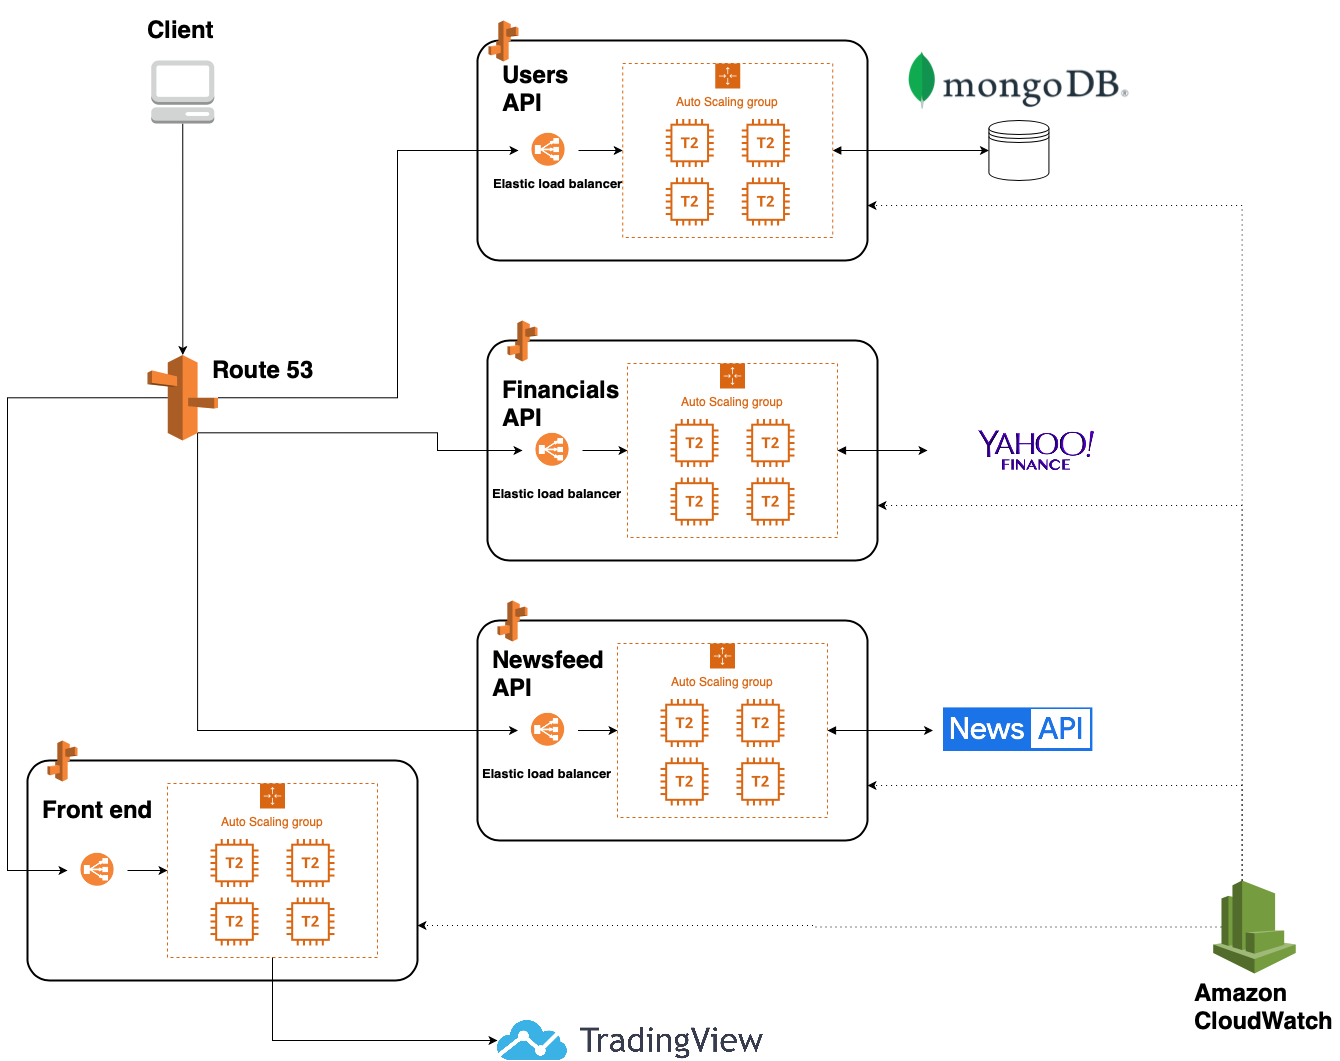 Client
Users
API
Auto Scaling group
T2
T2
T2
T2
Elastic load balancer
mongoDB®
Route 53
Financials
API
Auto Scaling group
T2
T2
T2
T2
Elastic load balancer
YAHOO!
FINANCE
Newsfeed
API
Auto Scaling group
T2
T2
T2
T2
Elastic load balancer
News API
Front end
Auto Scaling group
T2
T2
T2
T2
Amazon
CloudWatch
TradingView